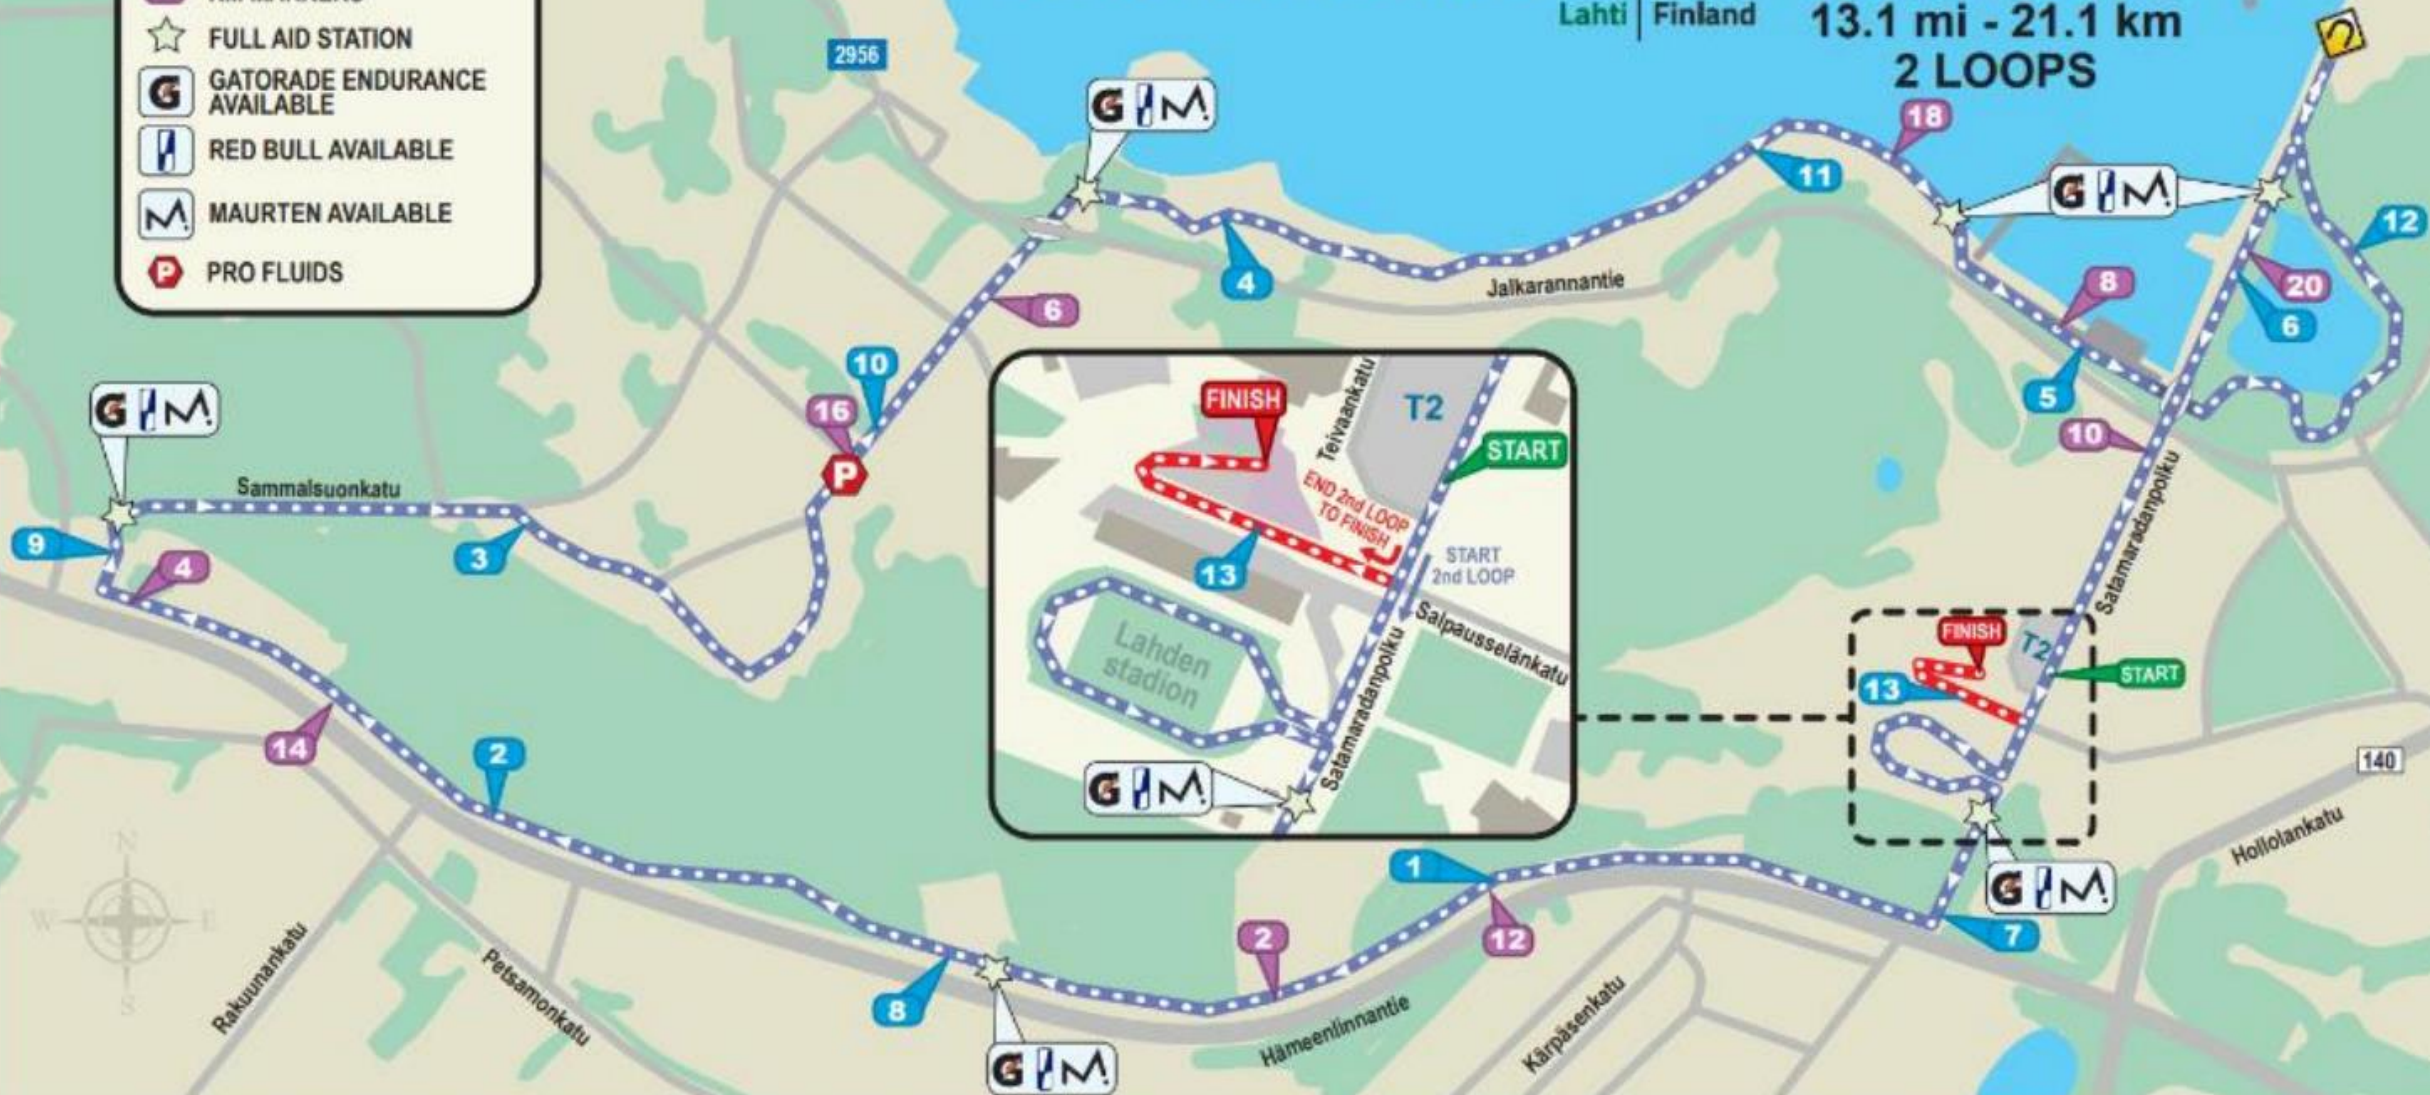 Lahti | Finland
13.1 mi - 21.1 km
2 LOOPS
FULL AID STATION
GATORADE ENDURANCE
AVAILABLE
RED BULL AVAILABLE
MAURTEN AVAILABLE
P PRO FLUIDS
2956
G M
18
11
G M
12
4
Jalkarannantie
8
20
6
6
10
5
16
P
10
G M
Sammalsuonkatu
9
3
4
14
2
FINISH
Teivaankatu
T2
START
END 2nd LOOP
TO FINISH
START
2nd LOOP
13
Salpausselänkatu
Lahden
stadion
Satamaradanpolku
G M
Satamaradanpolku
FINISH
T2
START
13
140
Hollolankatu
G M
1
7
2
12
8
G M
Hämeenlinnantie
Kärpäsenkatu
Rakuunankatu
Petsamonkatu
N
W
E
S